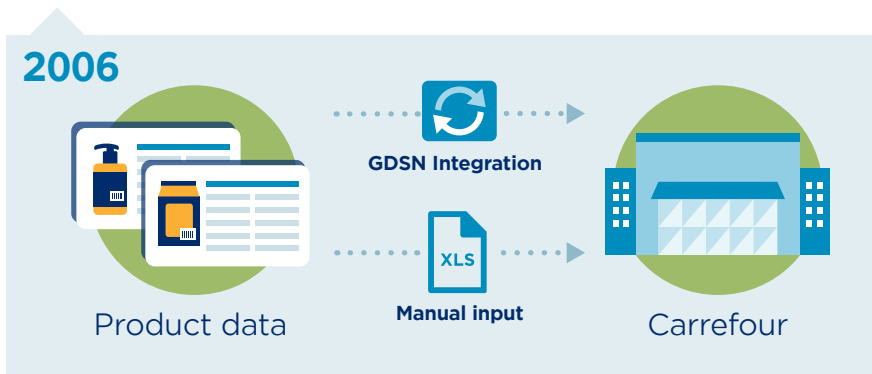 2006
GDSN Integration
XLS
Manual input
Product data
Carrefour